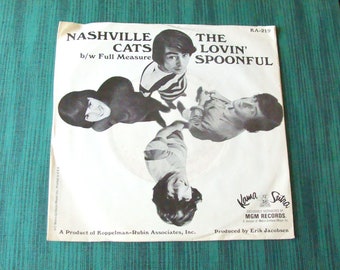 KA-219
NASHVILLE THE
CATS LOVIN'
b/w Full Measure SPOONFUL
Kama Sutra
MGM RECORDS
A Product of Koppelman-Rubin Associates, Inc. Produced by Erik Jacobsen